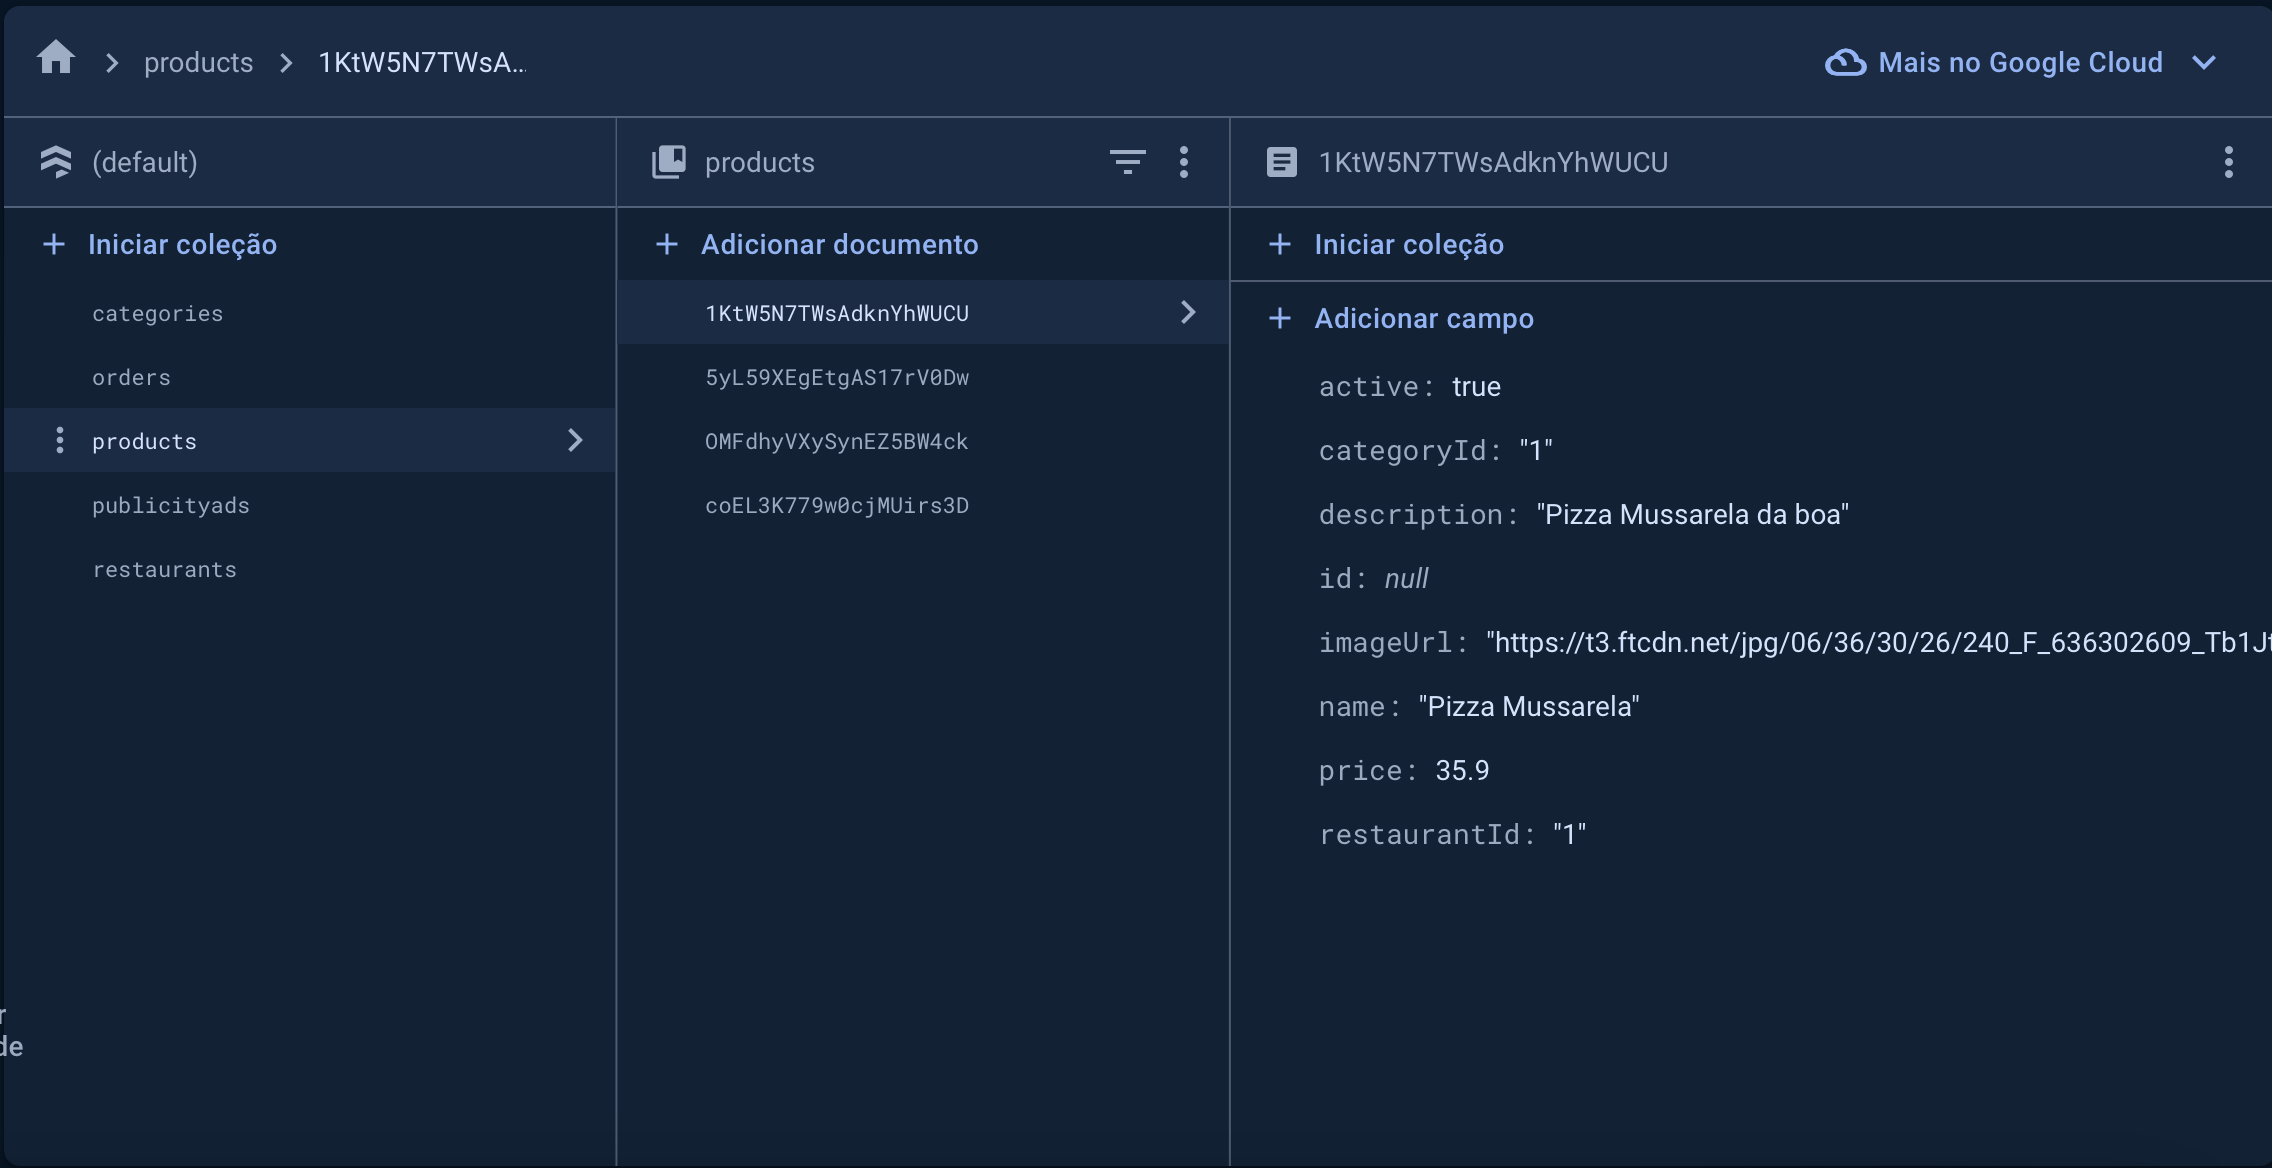 products
1KtW5N7TWsA...
Mais no Google Cloud
(default)
Iniciar coleção
categories
orders
products
publicityads
restaurants
r
de
products
Adicionar documento
1KtW5N7TWsAdknYhWUCU
5yL59XEgEtgAS17rV0Dw
OMFdhyVXySynEZ5BW4ck
coEL3K779w0cjMUirs3D
1KtW5N7TWsAdknYhWUCU
Iniciar coleção
Adicionar campo
active: true
categoryId: "1"
description: "Pizza Mussarela da boa"
id: null
imageUrl: "https://t3.ftcdn.net/jpg/06/36/30/26/240_F_636302609_Tb1Jt
name: "Pizza Mussarela"
price: 35.9
restaurantId: "1"